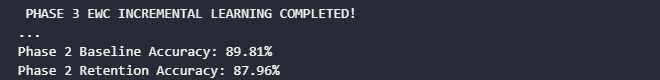 PHASE 3 EWC INCREMENTAL LEARNING COMPLETED!
...
Phase 2 Baseline Accuracy: 89.81%
Phase 2 Retention Accuracy: 87.96%